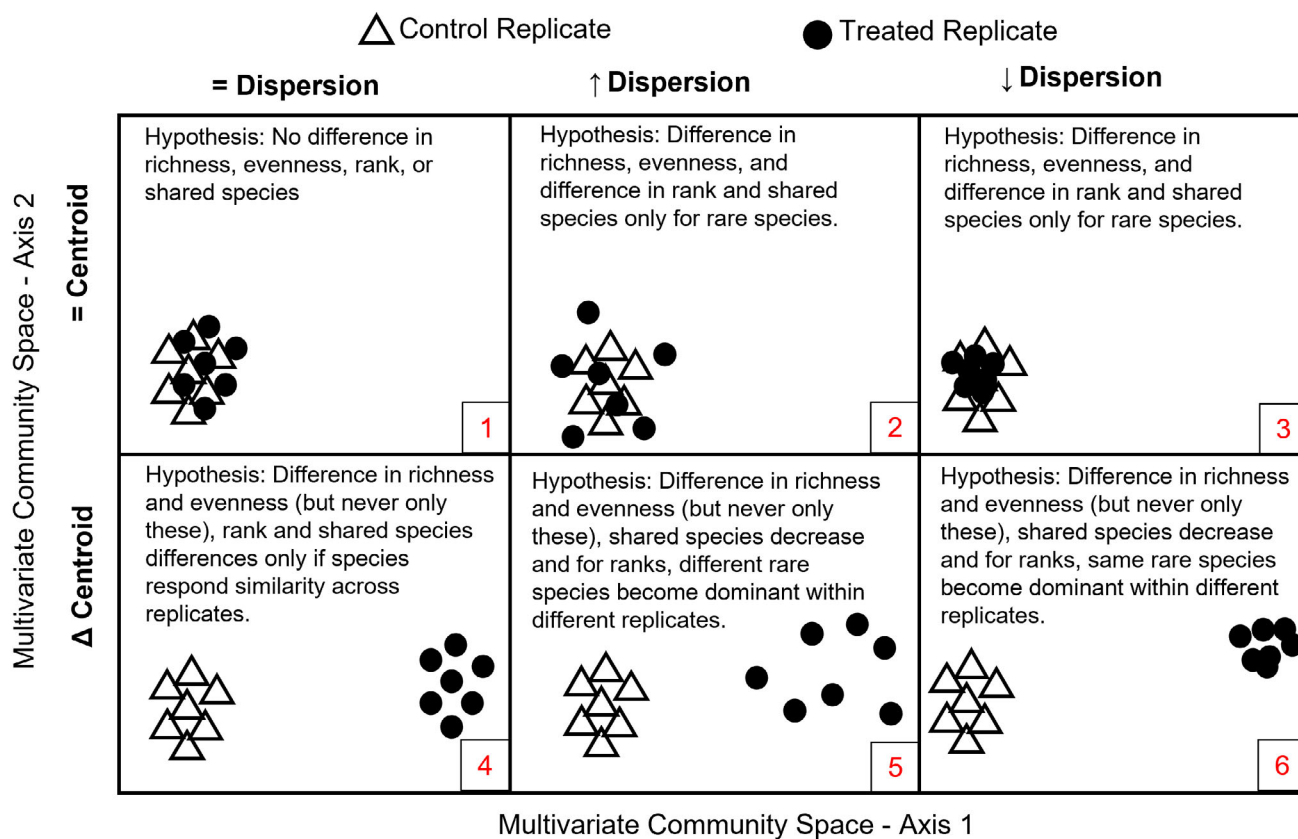 Control Replicate
Treated Replicate
= Dispersion
↑ Dispersion
↓ Dispersion
Multivariate Community Space - Axis 2
= Centroid
Δ Centroid
Hypothesis: No difference in
richness, evenness, rank, or
shared species
1
Hypothesis: Difference in
richness, evenness, and
difference in rank and shared
species only for rare species.
2
Hypothesis: Difference in
richness, evenness, and
difference in rank and shared
species only for rare species.
3
Hypothesis: Difference in richness
and evenness (but never only
these), rank and shared species
differences only if species
respond similarity across
replicates.
4
Hypothesis: Difference in richness
and evenness (but never only
these), shared species decrease
and for ranks, different rare
species become dominant within
different replicates.
5
Hypothesis: Difference in richness
and evenness (but never only
these), shared species decrease
and for ranks, same rare species
become dominant within different
replicates.
6
Multivariate Community Space - Axis 1